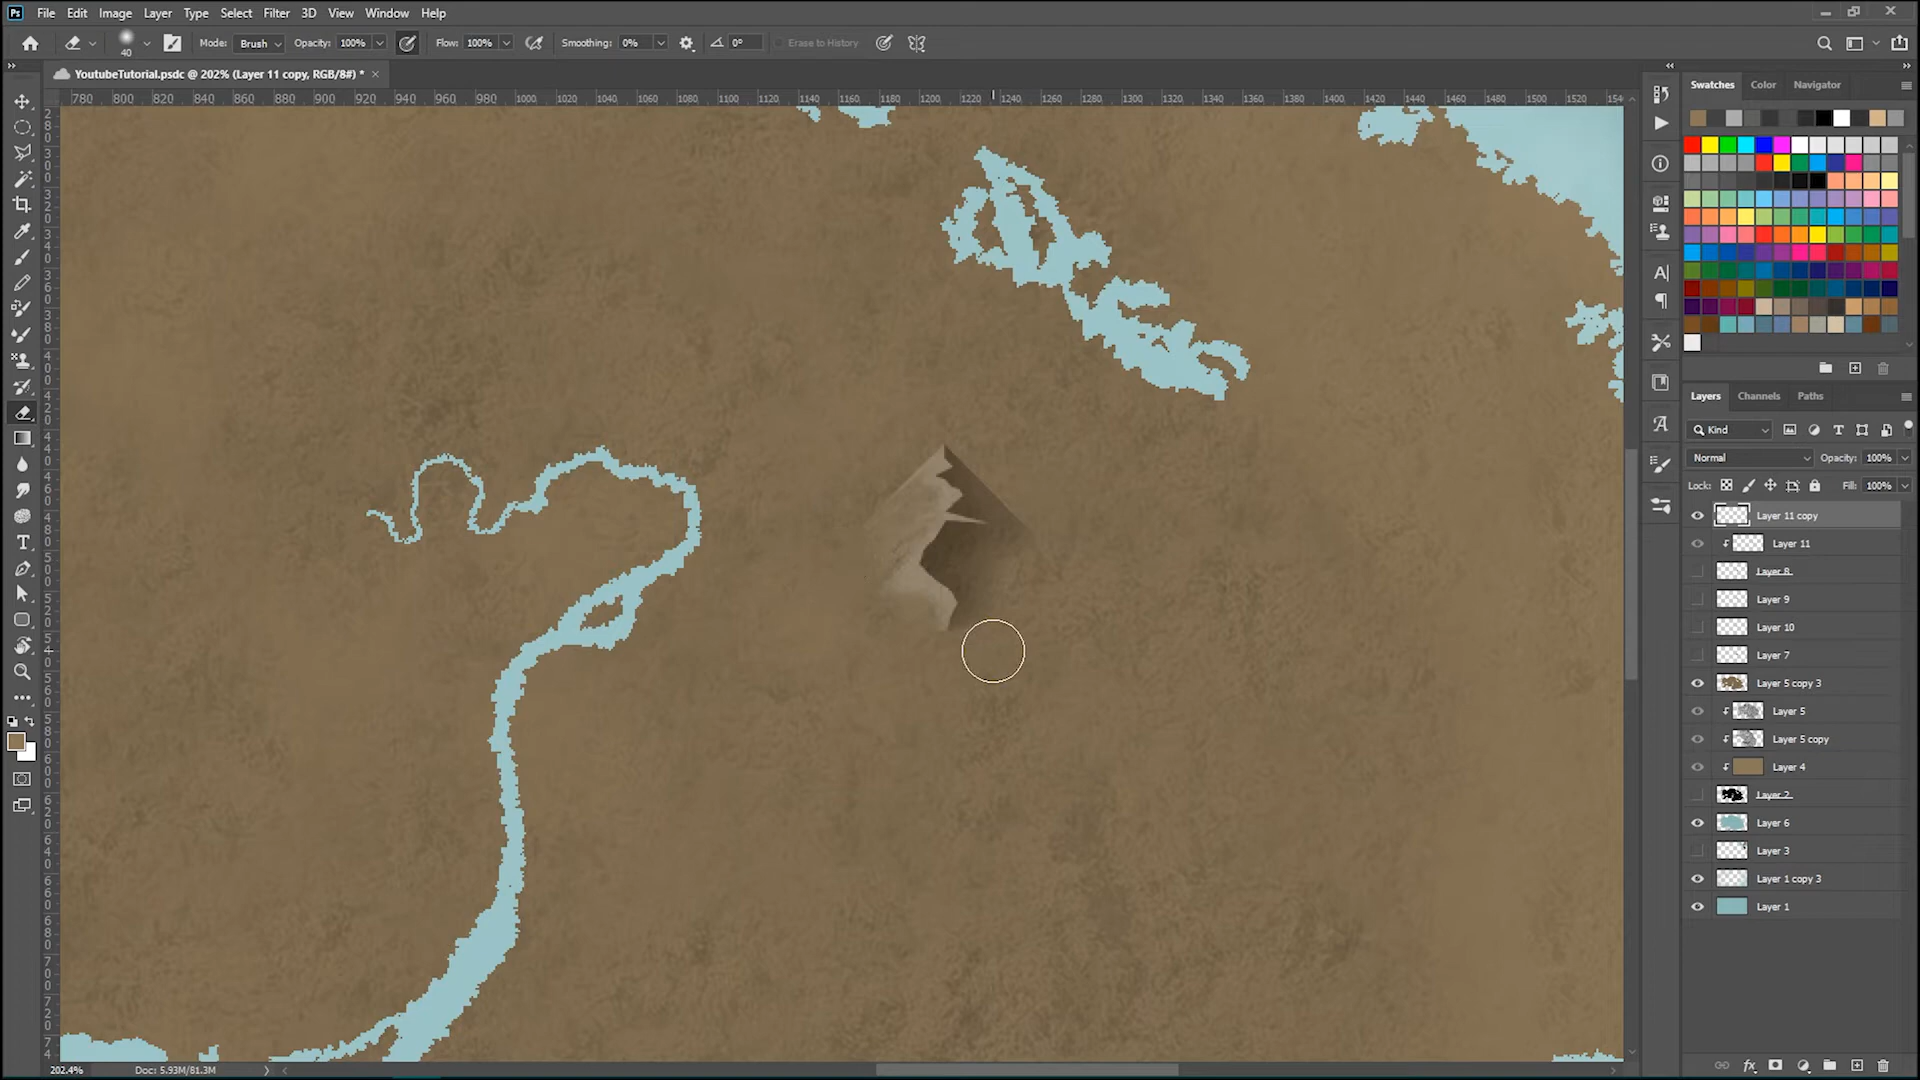 Ps File Edit Image Layer Type Select Filter 3D View Window Help
40 Mode: Brush Opacity: 100% Flow: 100% Smoothing: 0% 0° Erase to History
YoutubeTutorial.psdc @ 202% (Layer 11 copy, RGB/8#) *
780 800 820 840 860 880 900 920 940 960 980 1000 1020 1040 1060 1080 1100 1120 1140 1160 1180 1200 1220 1240 1260 1280 1300 1320 1340 1360 1380 1400 1420 1440 1460 1480 1500 1520 154
Swatches Color Navigator
Layers Channels Paths
Kind
Normal Opacity: 100%
Lock: Fill: 100%
Layer 11 copy
Layer 11
Layer 8
Layer 9
Layer 10
Layer 7
Layer 5 copy 3
Layer 5
Layer 5 copy
Layer 4
Layer 2
Layer 6
Layer 3
Layer 1 copy 3
Layer 1
202.4% Doc: 5.93M/81.3M